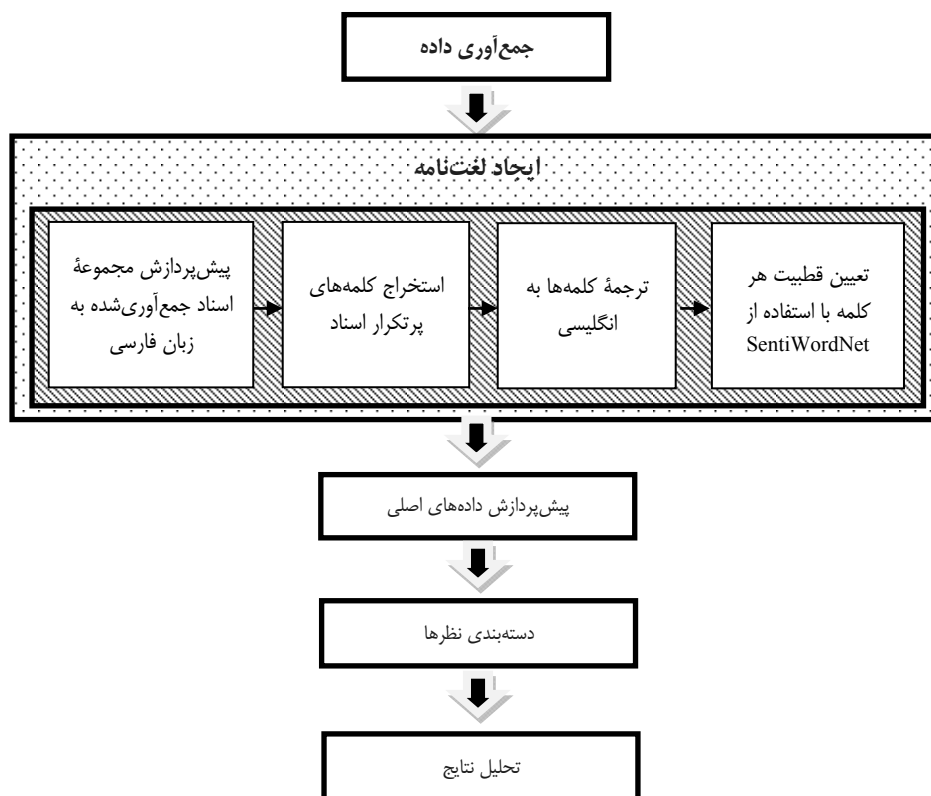 جمع‌آوری داده
ایجاد لغت‌نامه
پیش‌پردازش مجموعۀ
اسناد جمع‌آوری‌شده به
زبان فارسی
استخراج کلمه‌های
پرتکرار اسناد
ترجمۀ کلمه‌ها به
انگلیسی
تعیین قطبیت هر
کلمه با استفاده از
SentiWordNet
پیش‌پردازش داده‌های اصلی
دسته‌بندی نظرها
تحلیل نتایج